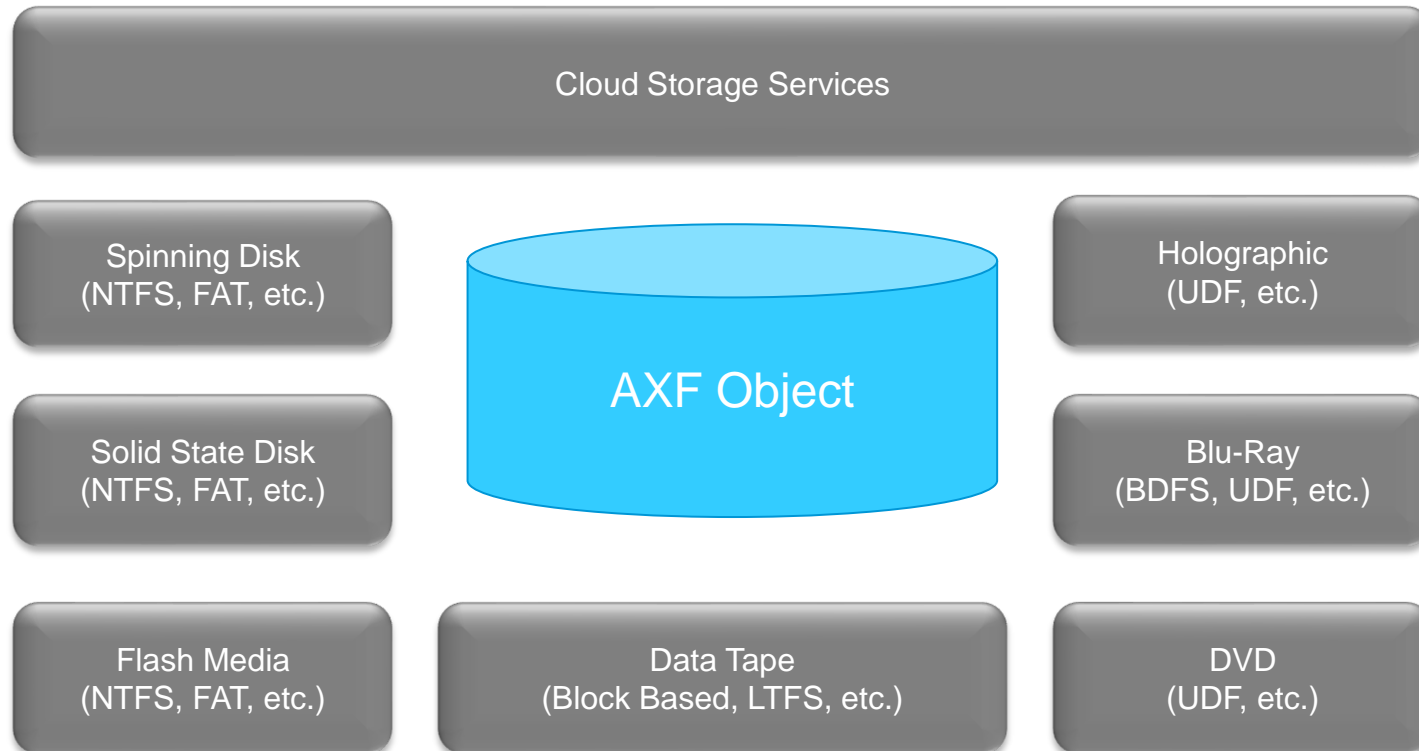 Cloud Storage Services
Spinning Disk
(NTFS, FAT, etc.)
Holographic
(UDF, etc.)
AXF Object
Solid State Disk
(NTFS, FAT, etc.)
Blu-Ray
(BDFS, UDF, etc.)
Flash Media
(NTFS, FAT, etc.)
Data Tape
(Block Based, LTFS, etc.)
DVD
(UDF, etc.)